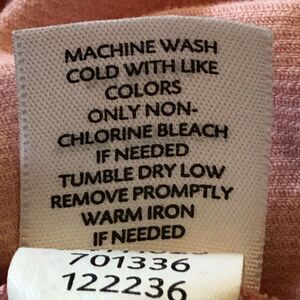 MACHINE WASH
COLD WITH LIKE
COLORS
ONLY NON-
CHLORINE BLEACH
IF NEEDED
TUMBLE DRY LOW
REMOVE PROMPTLY
WARM IRON
IF NEEDED
701336
122236